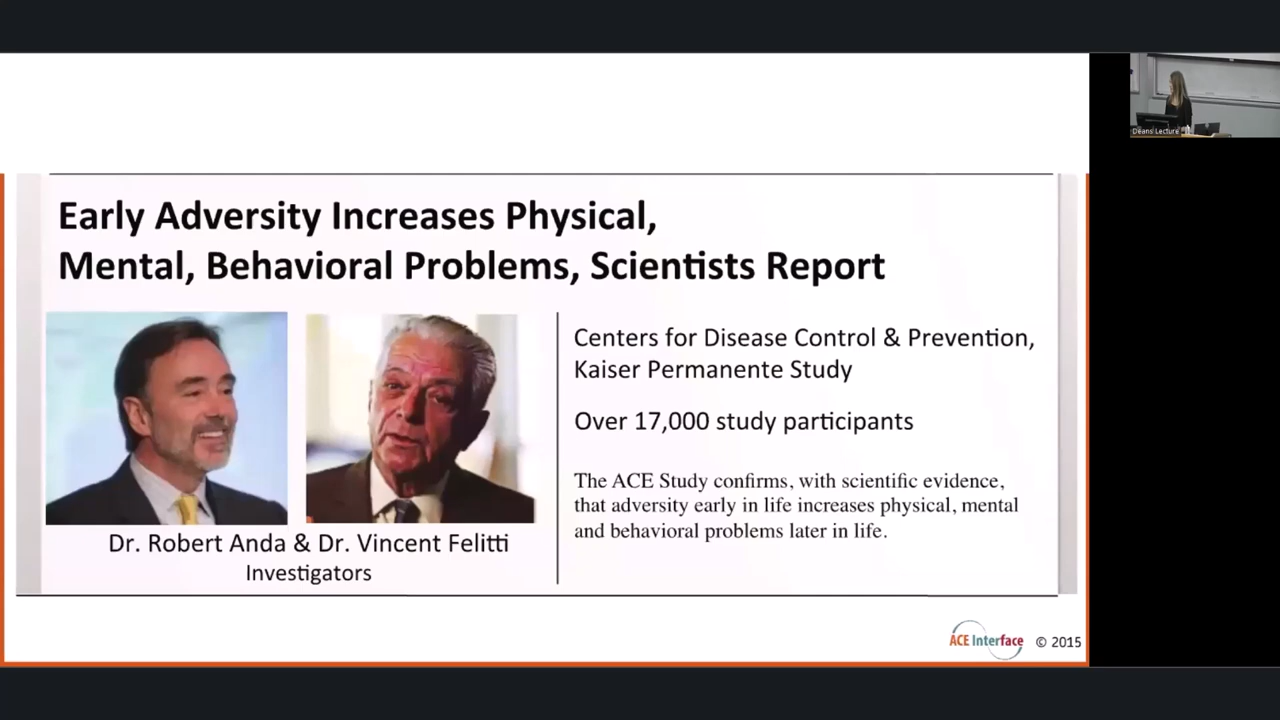 Early Adversity Increases Physical,
Mental, Behavioral Problems, Scientists Report
Dr. Robert Anda & Dr. Vincent Felitti
Investigators
Centers for Disease Control & Prevention,
Kaiser Permanente Study
Over 17,000 study participants
The ACE Study confirms, with scientific evidence,
that adversity early in life increases physical, mental
and behavioral problems later in life.
ACE Interface © 2015
Deans Lecture